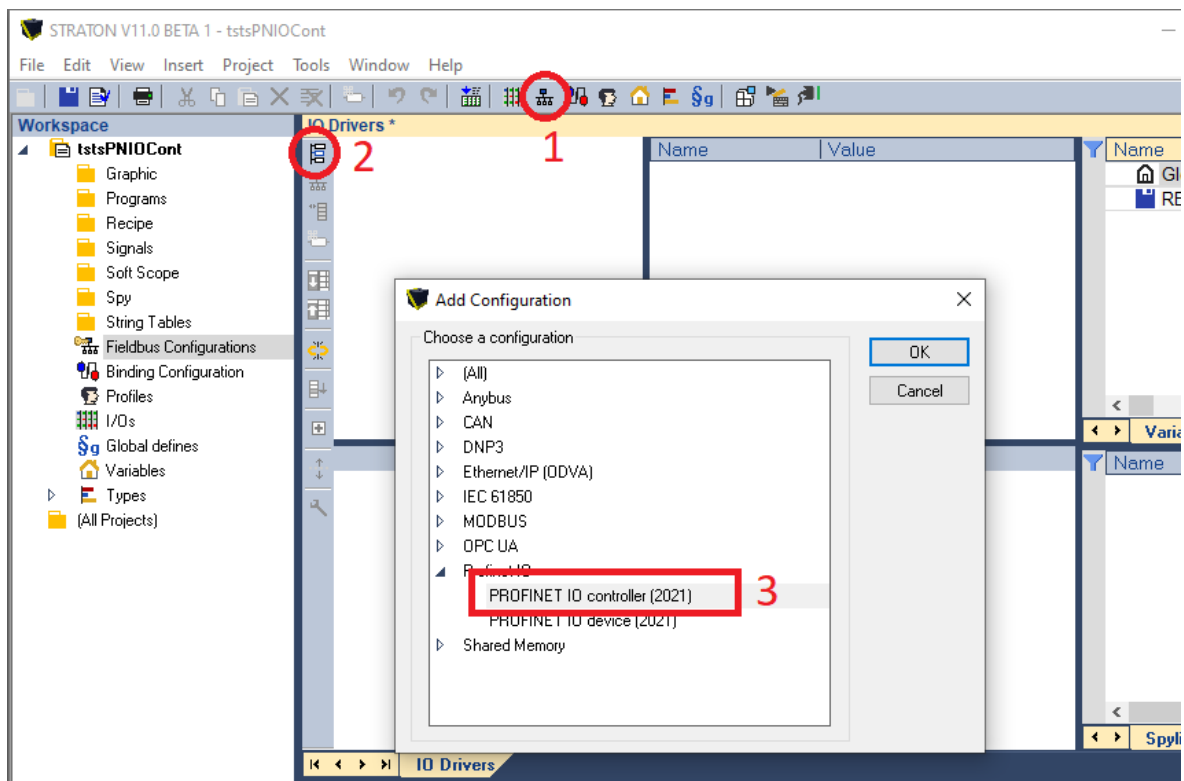 STRATON V11.0 BETA 1 - tstsPNIOCont
File Edit View Insert Project Tools Window Help
§g
1
Workspace
IO Drivers *
2
tstsPNIOCont
Graphic
Programs
Recipe
Signals
Soft Scope
Spy
String Tables
Fieldbus Configurations
Binding Configuration
Profiles
I/Os
§g Global defines
Variables
Types
(All Projects)
Name Value
Name
Name
Add Configuration
Choose a configuration
(All)
Anybus
CAN
DNP3
Ethernet/IP (ODVA)
IEC 61850
MODBUS
OPC UA
Profinet IO
PROFINET IO controller (2021)
3
PROFINET IO device (2021)
Shared Memory
OK
Cancel
IO Drivers